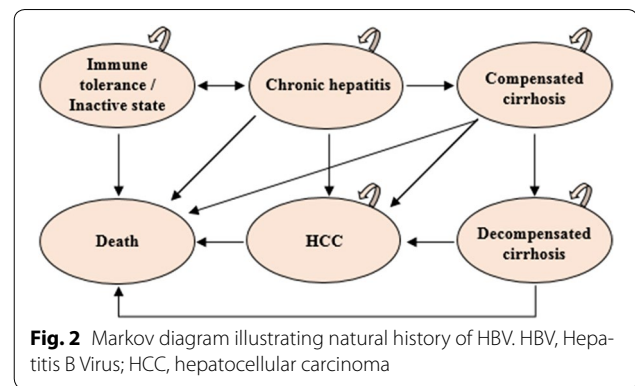 Immune
tolerance /
Inactive state
Chronic hepatitis
Compensated
cirrhosis
Death
HCC
Decompensated
cirrhosis
Fig. 2 Markov diagram illustrating natural history of HBV. HBV, Hepa-
titis B Virus; HCC, hepatocellular carcinoma